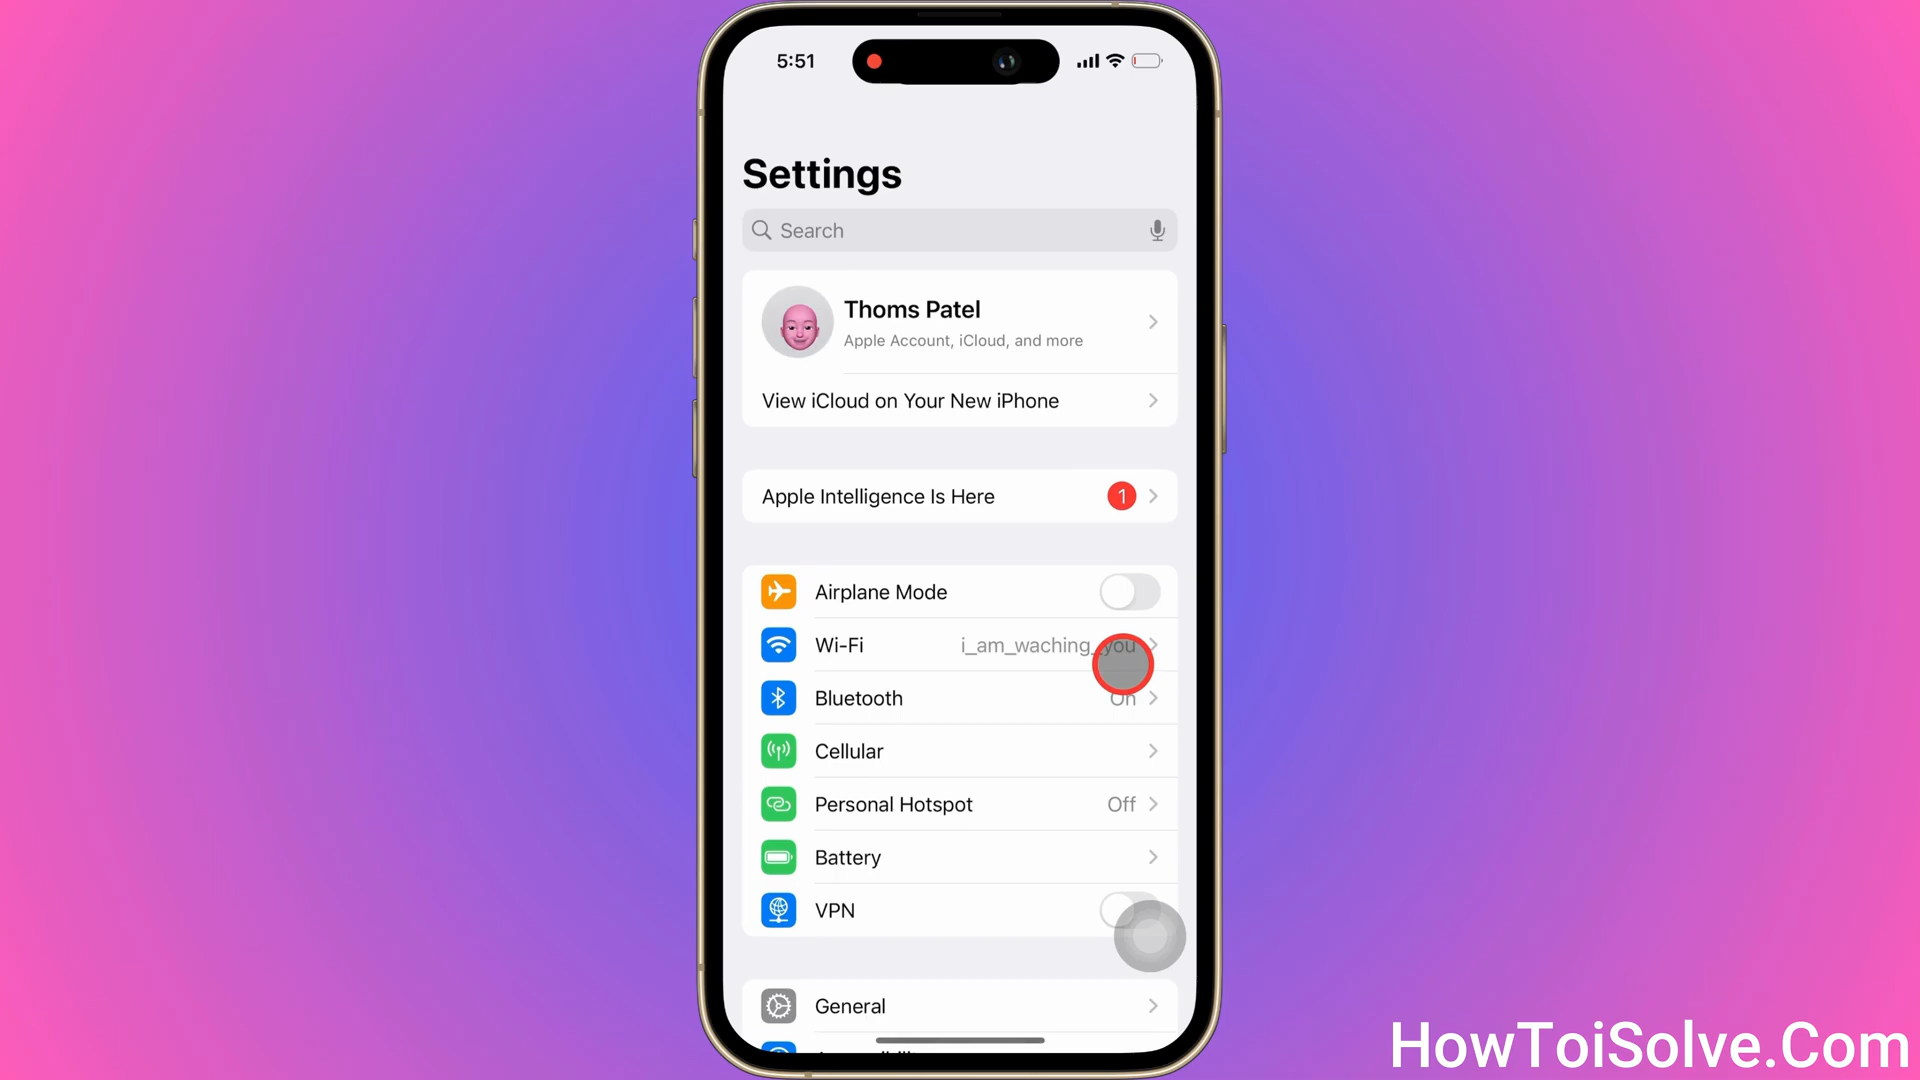 5:51
Settings
Search
Thoms Patel
Apple Account, iCloud, and more
View iCloud on Your New iPhone
Apple Intelligence Is Here 1
Airplane Mode
Wi-Fi i_am_waching_you
Bluetooth On
Cellular
Personal Hotspot Off
Battery
VPN
General
HowToiSolve.Com